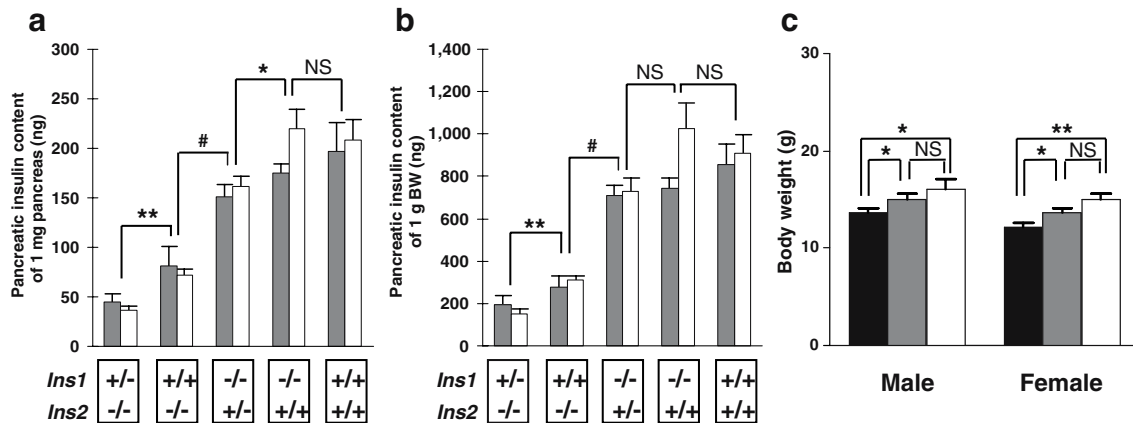 a
Pancreatic insulin content
of 1 mg pancreas (ng)
300
250
200
150
100
50
0
**
#
*
NS
Ins1 +/- +/+ -/- -/- +/+
Ins2 -/- -/- +/- +/+ +/+
b
Pancreatic insulin content
of 1 g BW (ng)
1,400
1,200
1,000
800
600
400
200
0
**
#
NS
NS
Ins1 +/- +/+ -/- -/- +/+
Ins2 -/- -/- +/- +/+ +/+
c
Body weight (g)
30
20
10
0
*
* NS
**
* NS
Male Female